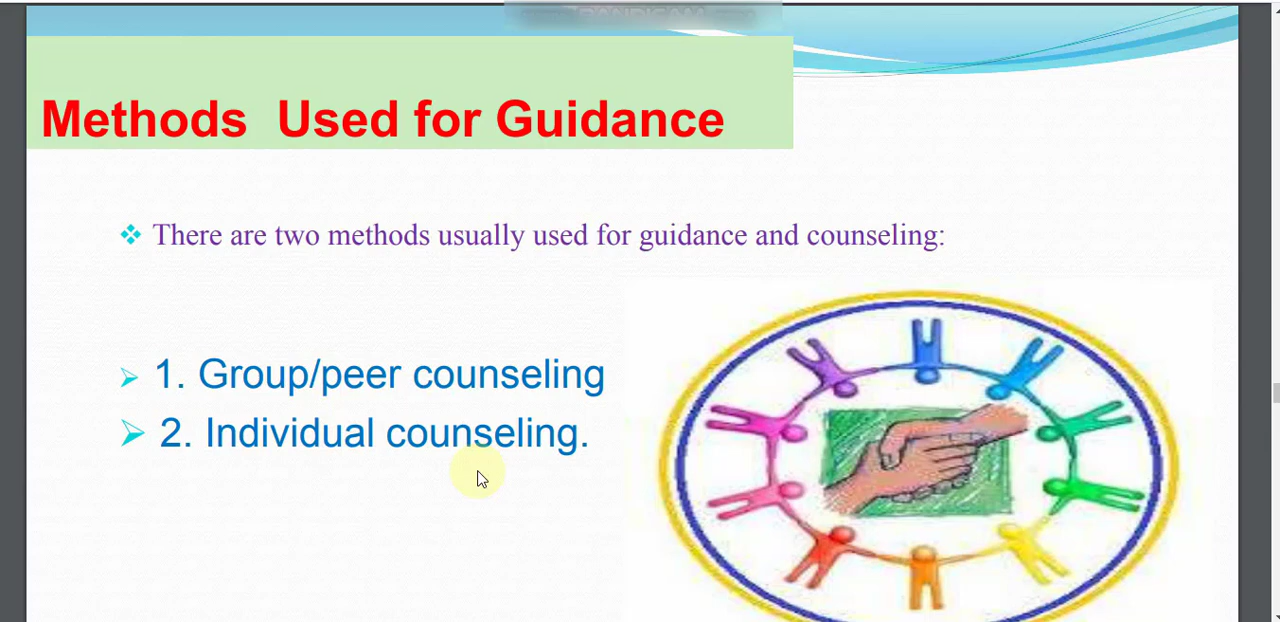 Methods Used for Guidance
There are two methods usually used for guidance and counseling:
1. Group/peer counseling
2. Individual counseling.